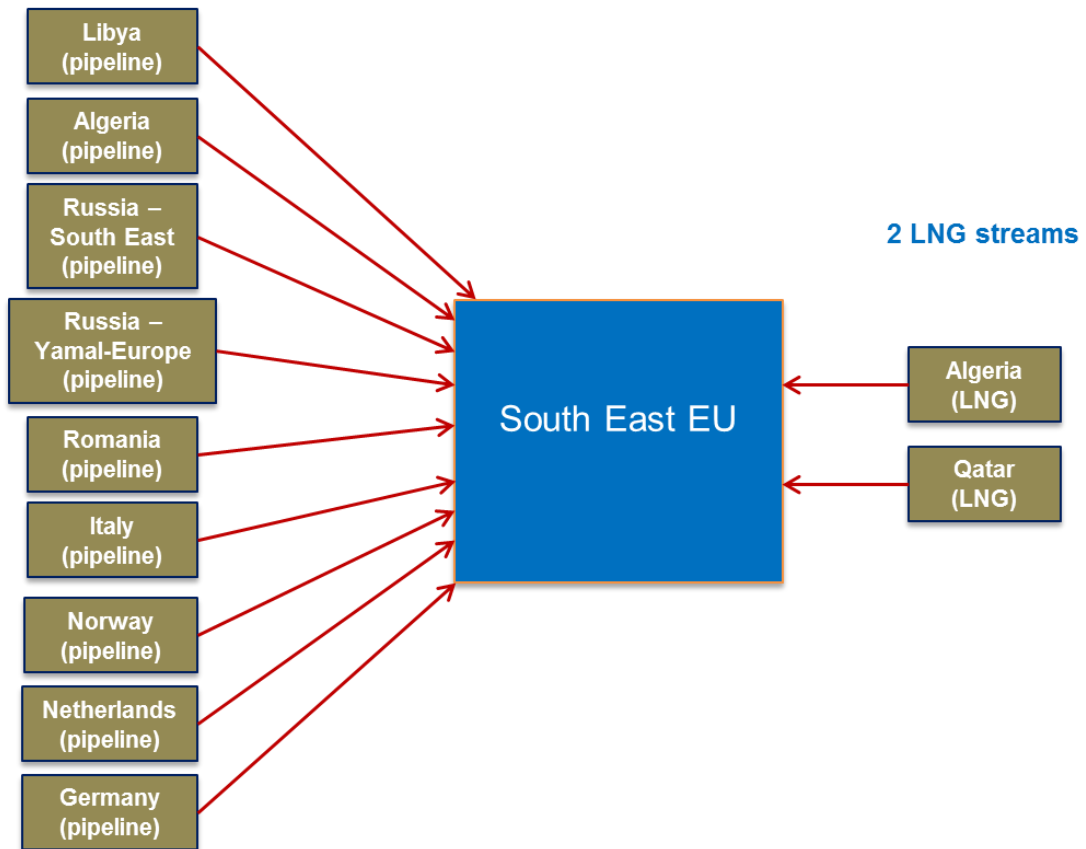 Libya
(pipeline)
Algeria
(pipeline)
Russia –
South East
(pipeline)
Russia –
Yamal-Europe
(pipeline)
Romania
(pipeline)
Italy
(pipeline)
Norway
(pipeline)
Netherlands
(pipeline)
Germany
(pipeline)
South East EU
2 LNG streams
Algeria
(LNG)
Qatar
(LNG)